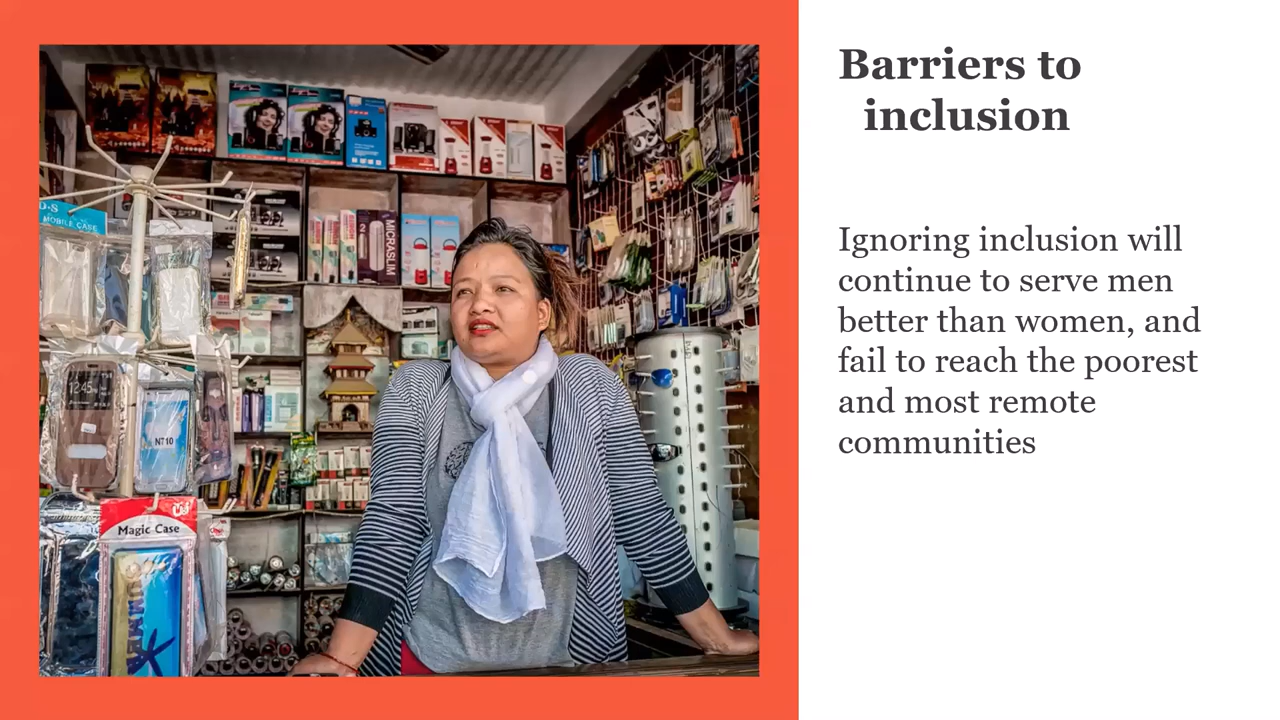 Barriers to
inclusion
Ignoring inclusion will
continue to serve men
better than women, and
fail to reach the poorest
and most remote
communities
MOBILE CASE
MICRASLIM
12:45
N710
Magic Case